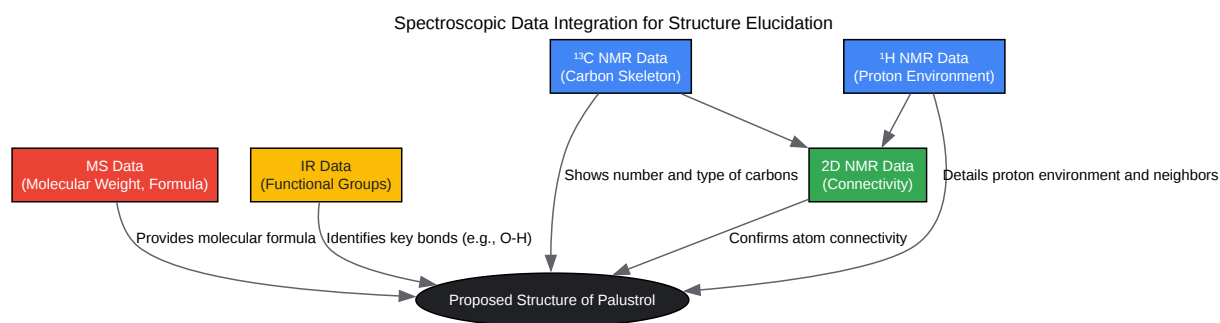 Spectroscopic Data Integration for Structure Elucidation
¹³C NMR Data
(Carbon Skeleton)
¹H NMR Data
(Proton Environment)
MS Data
(Molecular Weight, Formula)
IR Data
(Functional Groups)
Shows number and type of carbons
2D NMR Data
(Connectivity)
Details proton environment and neighbors
Provides molecular formula
Identifies key bonds (e.g., O-H)
Confirms atom connectivity
Proposed Structure of Palustrol